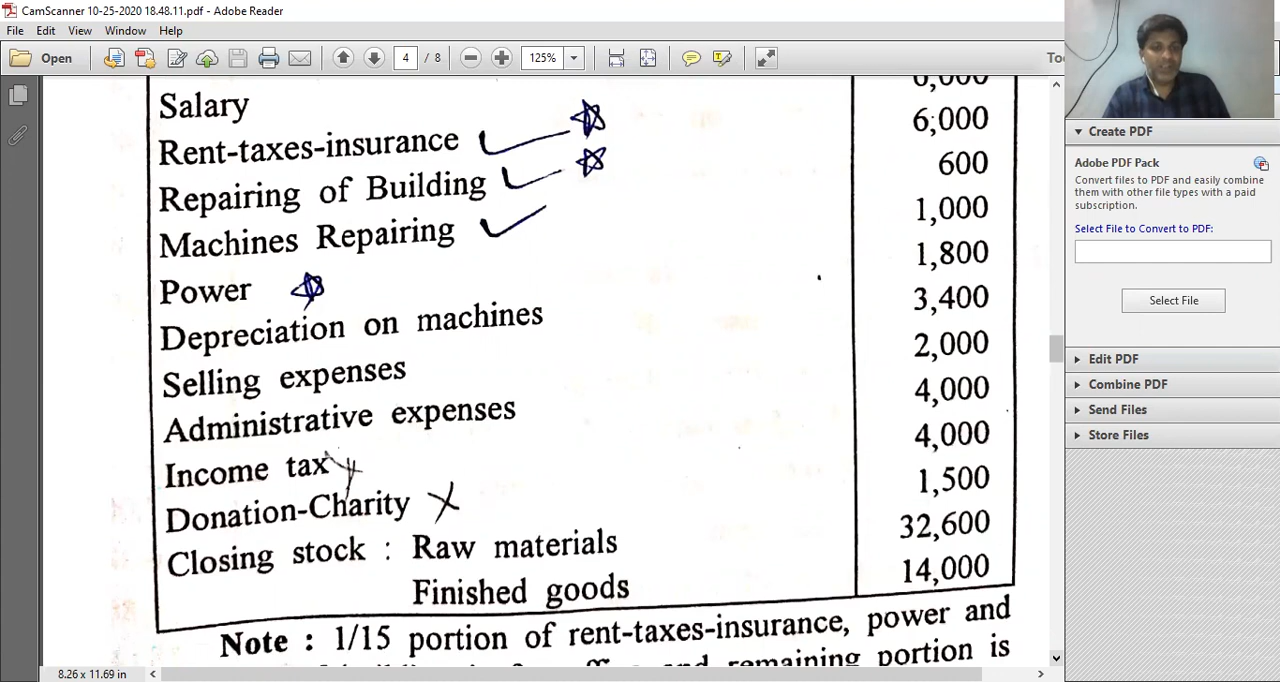 CamScanner 10-25-2020 18.48.11.pdf - Adobe Reader
File Edit View Window Help
Open 4 / 8 125%
Create PDF
Adobe PDF Pack
Convert files to PDF and easily combine
them with other file types with a paid
subscription.
Select File to Convert to PDF:
Select File
Edit PDF
Combine PDF
Send Files
Store Files
Salary 6,000
Rent-taxes-insurance 6,000
Repairing of Building 600
Machines Repairing 1,000
Power 1,800
Depreciation on machines 3,400
Selling expenses 2,000
Administrative expenses 4,000
Income tax 4,000
Donation-Charity 1,500
Closing stock : Raw materials 32,600
Finished goods 14,000
Note : 1/15 portion of rent-taxes-insurance, power and
and remaining portion is
8.26 x 11.69 in